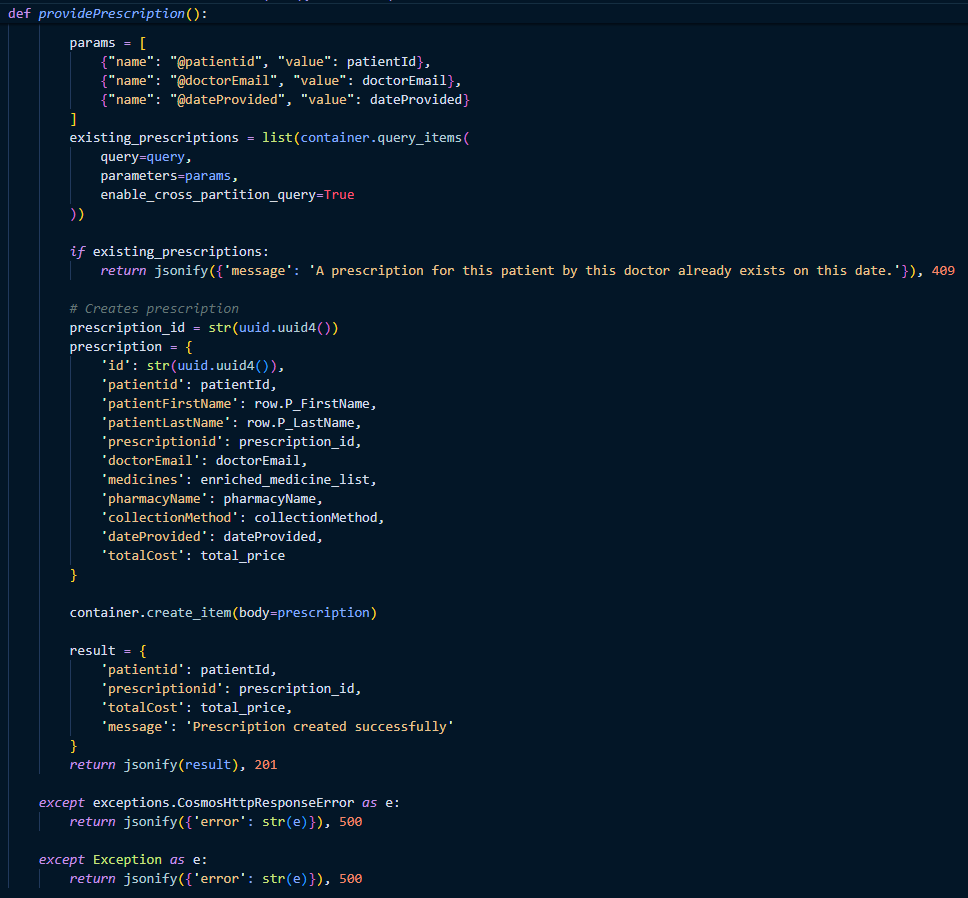 def providePrescription():
params = [
{"name": "@patientid", "value": patientId},
{"name": "@doctorEmail", "value": doctorEmail},
{"name": "@dateProvided", "value": dateProvided}
]
existing_prescriptions = list(container.query_items(
query=query,
parameters=params,
enable_cross_partition_query=True
))
if existing_prescriptions:
return jsonify({'message': 'A prescription for this patient by this doctor already exists on this date.'}), 409
# Creates prescription
prescription_id = str(uuid.uuid4())
prescription = {
'id': str(uuid.uuid4()),
'patientid': patientId,
'patientFirstName': row.P_FirstName,
'patientLastName': row.P_LastName,
'prescriptionid': prescription_id,
'doctorEmail': doctorEmail,
'medicines': enriched_medicine_list,
'pharmacyName': pharmacyName,
'collectionMethod': collectionMethod,
'dateProvided': dateProvided,
'totalCost': total_price
}
container.create_item(body=prescription)
result = {
'patientid': patientId,
'prescriptionid': prescription_id,
'totalCost': total_price,
'message': 'Prescription created successfully'
}
return jsonify(result), 201
except exceptions.CosmosHttpResponseError as e:
return jsonify({'error': str(e)}), 500
except Exception as e:
return jsonify({'error': str(e)}), 500